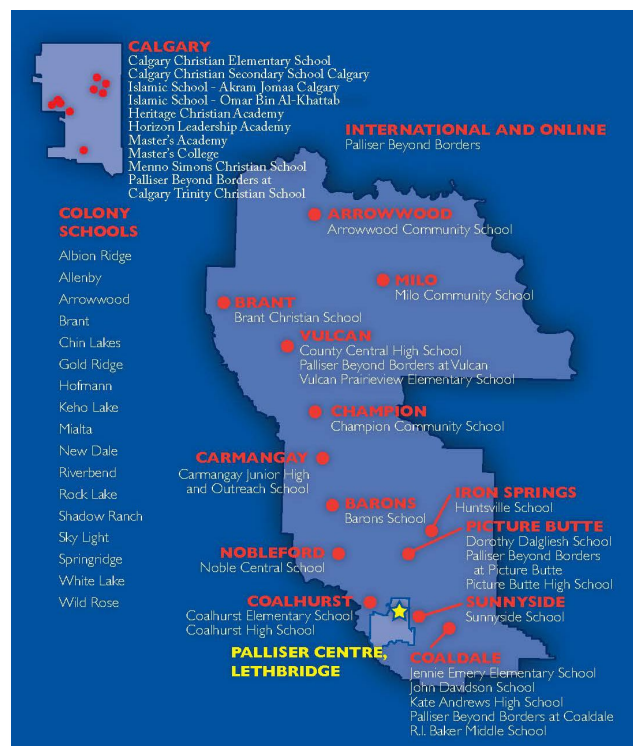 CALGARY
Calgary Christian Elementary School
Calgary Christian Secondary School Calgary
Islamic School - Akram Jomaa Calgary
Islamic School - Omar Bin Al-Khattab
Heritage Christian Academy
Horizon Leadership Academy
Master's Academy
Master's College
Menno Simons Christian School
Palliser Beyond Borders at
Calgary Trinity Christian School
INTERNATIONAL AND ONLINE
Palliser Beyond Borders
COLONY
SCHOOLS
Albion Ridge
Allenby
Arrowwood
Brant
Chin Lakes
Gold Ridge
Hofmann
Keho Lake
Mialta
New Dale
Riverbend
Rock Lake
Shadow Ranch
Sky Light
Springridge
White Lake
Wild Rose
ARROWWOOD
Arrowwood Community School
MILO
Milo Community School
BRANT
Brant Christian School
VULCAN
County Central High School
Palliser Beyond Borders at Vulcan
Vulcan Prairieview Elementary School
CHAMPION
Champion Community School
CARMANGAY
Carmangay Junior High
and Outreach School
BARONS
Barons School
IRON SPRINGS
Huntsville School
PICTURE BUTTE
Dorothy Dalgliesh School
Palliser Beyond Borders
at Picture Butte
Picture Butte High School
NOBLEFORD
Noble Central School
COALHURST
Coalhurst Elementary School
Coalhurst High School
SUNNYSIDE
Sunnyside School
PALLISER CENTRE,
LETHBRIDGE
COALDALE
Jennie Emery Elementary School
John Davidson School
Kate Andrews High School
Palliser Beyond Borders at Coaldale
R.I. Baker Middle School